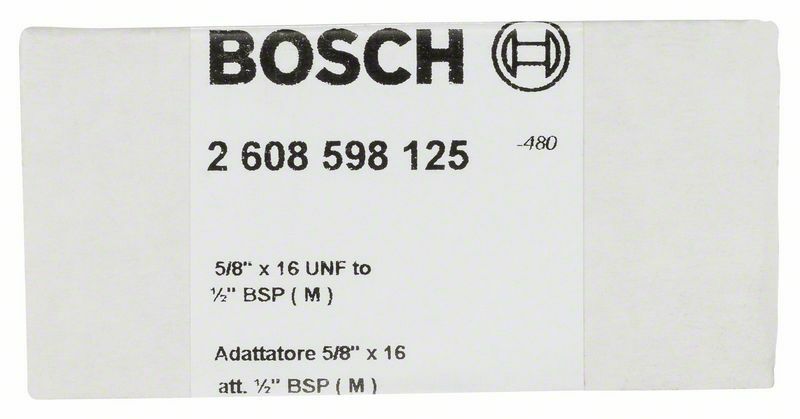 BOSCH
2 608 598 125 -480
5/8" x 16 UNF to
½" BSP ( M )
Adattatore 5/8" x 16
att. ½" BSP ( M )